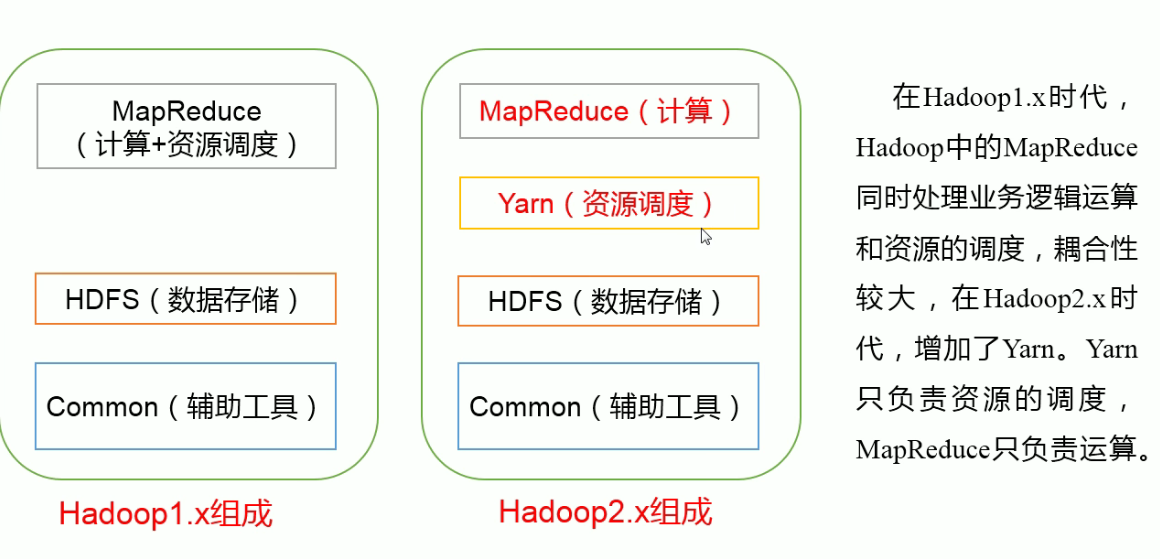 MapReduce
（计算+资源调度）
HDFS（数据存储）
Common（辅助工具）
Hadoop1.x组成
MapReduce（计算）
Yarn（资源调度）
HDFS（数据存储）
Common（辅助工具）
Hadoop2.x组成
在Hadoop1.x时代，
Hadoop中的MapReduce
同时处理业务逻辑运算
和资源的调度，耦合性
较大，在Hadoop2.x时
代，增加了Yarn。Yarn
只负责资源的调度，
MapReduce只负责运算。